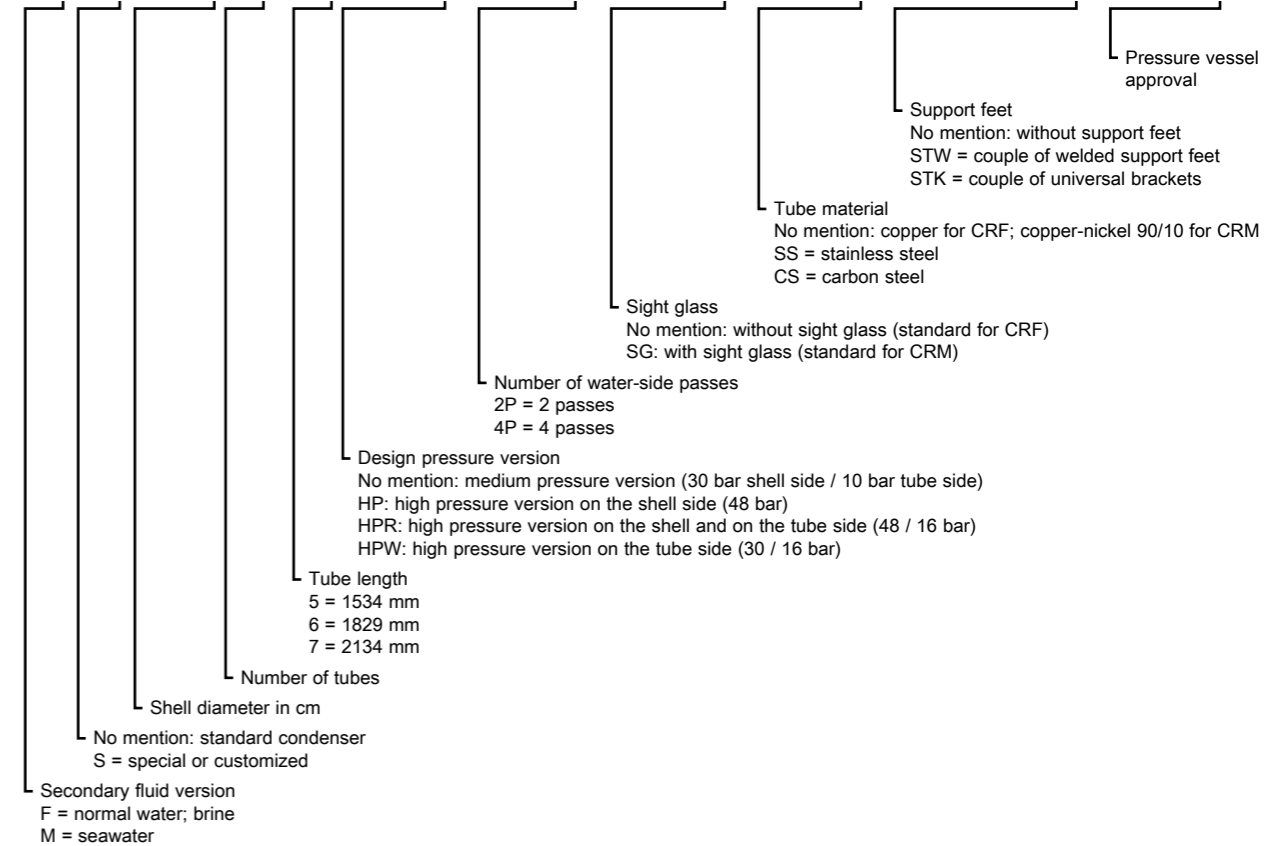 Pressure vessel
approval
Support feet
No mention: without support feet
STW = couple of welded support feet
STK = couple of universal brackets
Tube material
No mention: copper for CRF; copper-nickel 90/10 for CRM
SS = stainless steel
CS = carbon steel
Sight glass
No mention: without sight glass (standard for CRF)
SG: with sight glass (standard for CRM)
Number of water-side passes
2P = 2 passes
4P = 4 passes
Design pressure version
No mention: medium pressure version (30 bar shell side / 10 bar tube side)
HP: high pressure version on the shell side (48 bar)
HPR: high pressure version on the shell and on the tube side (48 / 16 bar)
HPW: high pressure version on the tube side (30 / 16 bar)
Tube length
5 = 1534 mm
6 = 1829 mm
7 = 2134 mm
Number of tubes
Shell diameter in cm
No mention: standard condenser
S = special or customized
Secondary fluid version
F = normal water; brine
M = seawater